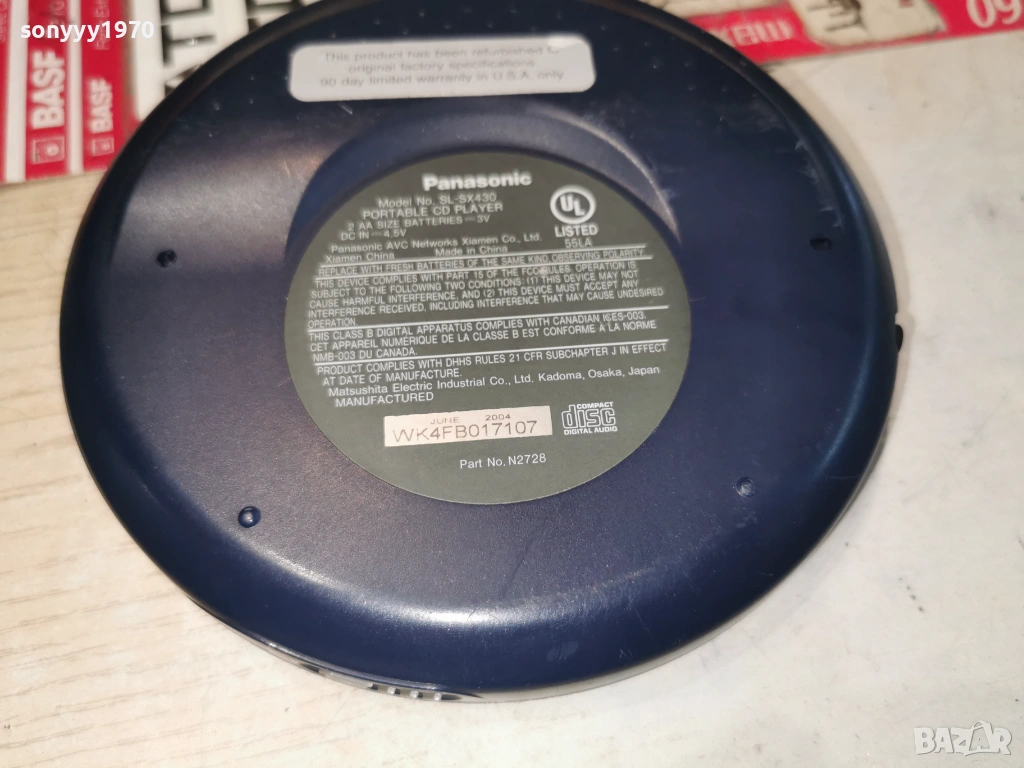 sonyyy1970
BASF
BASF
This product has been refurbished to
original factory specifications.
90 day limited warranty in U.S.A. only.
Panasonic
Model No. SL-SX430
PORTABLE CD PLAYER
2 AA SIZE BATTERIES 3V
DC IN 4.5V
Panasonic AVC Networks Xiamen Co., Ltd.
Xiamen China Made in China
UL
LISTED
55LA
REPLACE WITH FRESH BATTERIES OF THE SAME KIND, OBSERVING POLARITY.
THIS DEVICE COMPLIES WITH PART 15 OF THE FCC RULES. OPERATION IS
SUBJECT TO THE FOLLOWING TWO CONDITIONS: (1) THIS DEVICE MAY NOT
CAUSE HARMFUL INTERFERENCE, AND (2) THIS DEVICE MUST ACCEPT ANY
INTERFERENCE RECEIVED, INCLUDING INTERFERENCE THAT MAY CAUSE UNDESIRED
OPERATION.
THIS CLASS B DIGITAL APPARATUS COMPLIES WITH CANADIAN ICES-003.
CET APPAREIL NUMÉRIQUE DE LA CLASSE B EST CONFORME A LA NORME
NMB-003 DU CANADA.
PRODUCT COMPLIES WITH DHHS RULES 21 CFR SUBCHAPTER J IN EFFECT
AT DATE OF MANUFACTURE.
Matsushita Electric Industrial Co., Ltd. Kadoma, Osaka, Japan
MANUFACTURED
JUNE 2004
WK4FB017107
COMPACT
disc
DIGITAL AUDIO
Part No. N2728
BAZAR